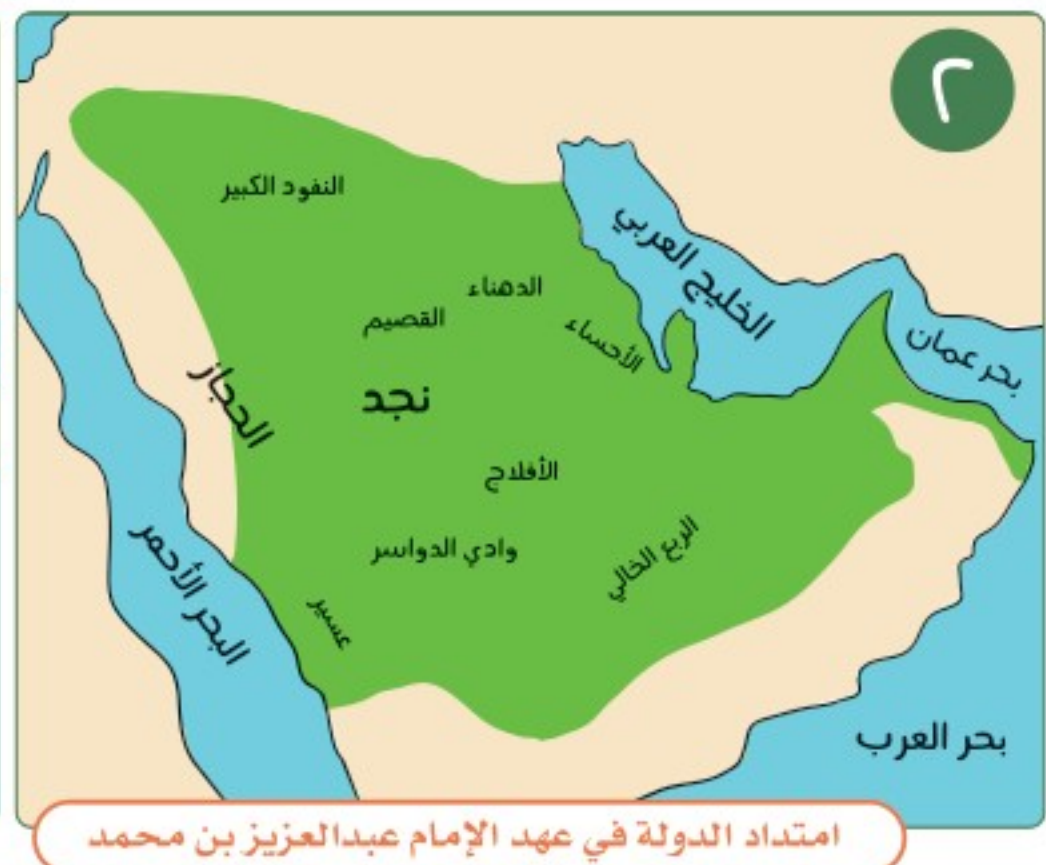 ٢
النفود الكبير
الخليج العربي
بحر عمان
الدهناء
القصيم
الأحساء
الحجاز
نجد
الأفلاج
وادي الدواسر
الربع الخالي
عسير
البحر الأحمر
بحر العرب
امتداد الدولة في عهد الإمام عبدالعزيز بن محمد